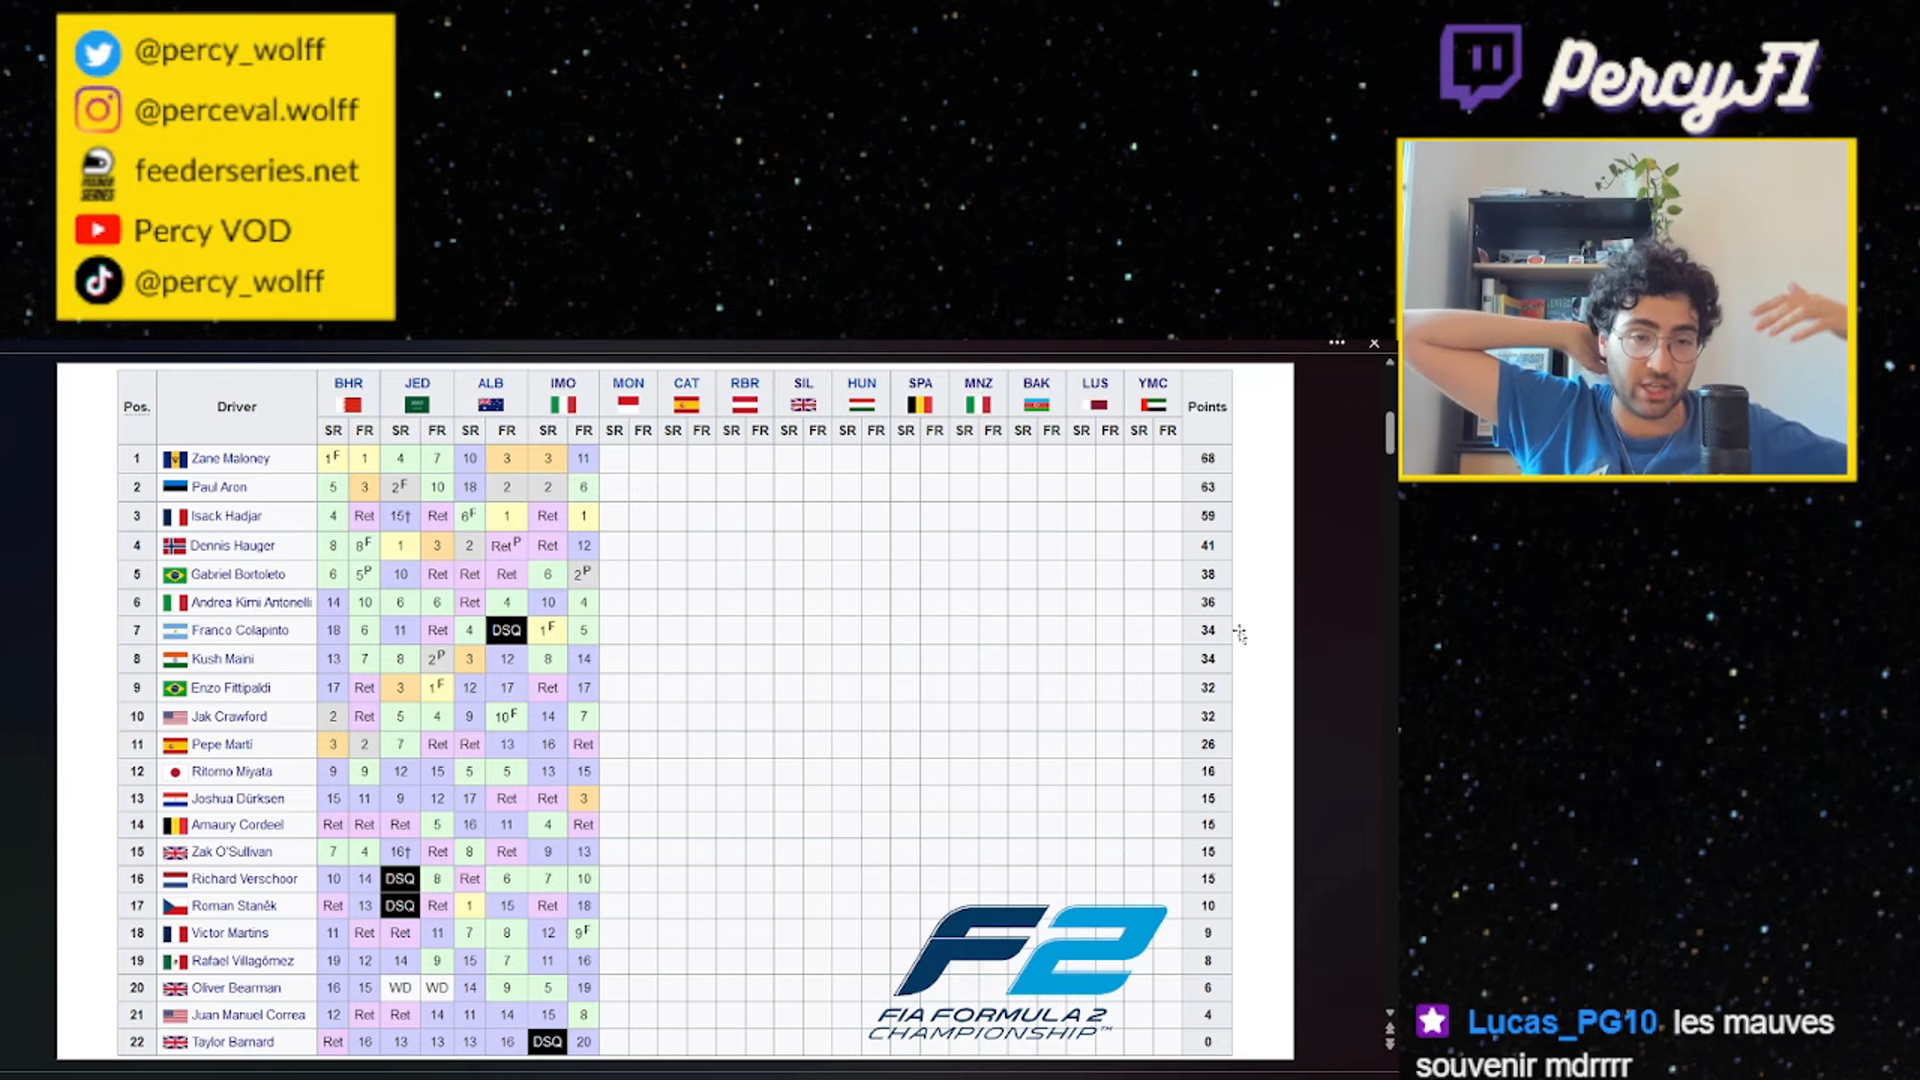 @percy_wolff
@perceval.wolff
feederseries.net
Percy VOD
@percy_wolff
PercyF1
Pos. Driver BHR JED ALB IMO MON CAT RBR SIL HUN SPA MNZ BAK LUS YMC Points
SR FR SR FR SR FR SR FR SR FR SR FR SR FR SR FR SR FR SR FR SR FR SR FR SR FR SR FR
1 Zane Maloney 1F 1 4 7 10 3 3 11 68
2 Paul Aron 5 3 2F 10 18 2 2 6 63
3 Isack Hadjar 4 Ret 15† Ret 6F 1 Ret 1 59
4 Dennis Hauger 8 8F 1 3 2 RetP Ret 12 41
5 Gabriel Bortoleto 6 5P 10 Ret Ret Ret 6 2P 38
6 Andrea Kimi Antonelli 14 10 6 6 Ret 4 10 4 36
7 Franco Colapinto 18 6 11 Ret 4 DSQ 1F 5 34
8 Kush Maini 13 7 8 2P 3 12 8 14 34
9 Enzo Fittipaldi 17 Ret 3 1F 12 17 Ret 17 32
10 Jak Crawford 2 Ret 5 4 9 10F 14 7 32
11 Pepe Martí 3 2 7 Ret Ret 13 16 Ret 26
12 Ritomo Miyata 9 9 12 15 5 5 13 15 16
13 Joshua Dürksen 15 11 9 12 17 Ret Ret 3 15
14 Amaury Cordeel Ret Ret Ret 5 16 11 4 Ret 15
15 Zak O'Sullivan 7 4 16† Ret 8 Ret 9 13 15
16 Richard Verschoor 10 14 DSQ 8 Ret 6 7 10 15
17 Roman Staněk Ret 13 DSQ Ret 1 15 Ret 18 10
18 Victor Martins 11 Ret Ret 11 7 8 12 9F 9
19 Rafael Villagómez 19 12 14 9 15 7 11 16 8
20 Oliver Bearman 16 15 WD WD 14 9 5 19 6
21 Juan Manuel Correa 12 Ret Ret 14 11 14 15 8 4
22 Taylor Barnard Ret 16 13 13 13 16 DSQ 20 0
F2
FIA FORMULA 2
CHAMPIONSHIP™
Lucas_PG10 les mauves
souvenir mdrrrr